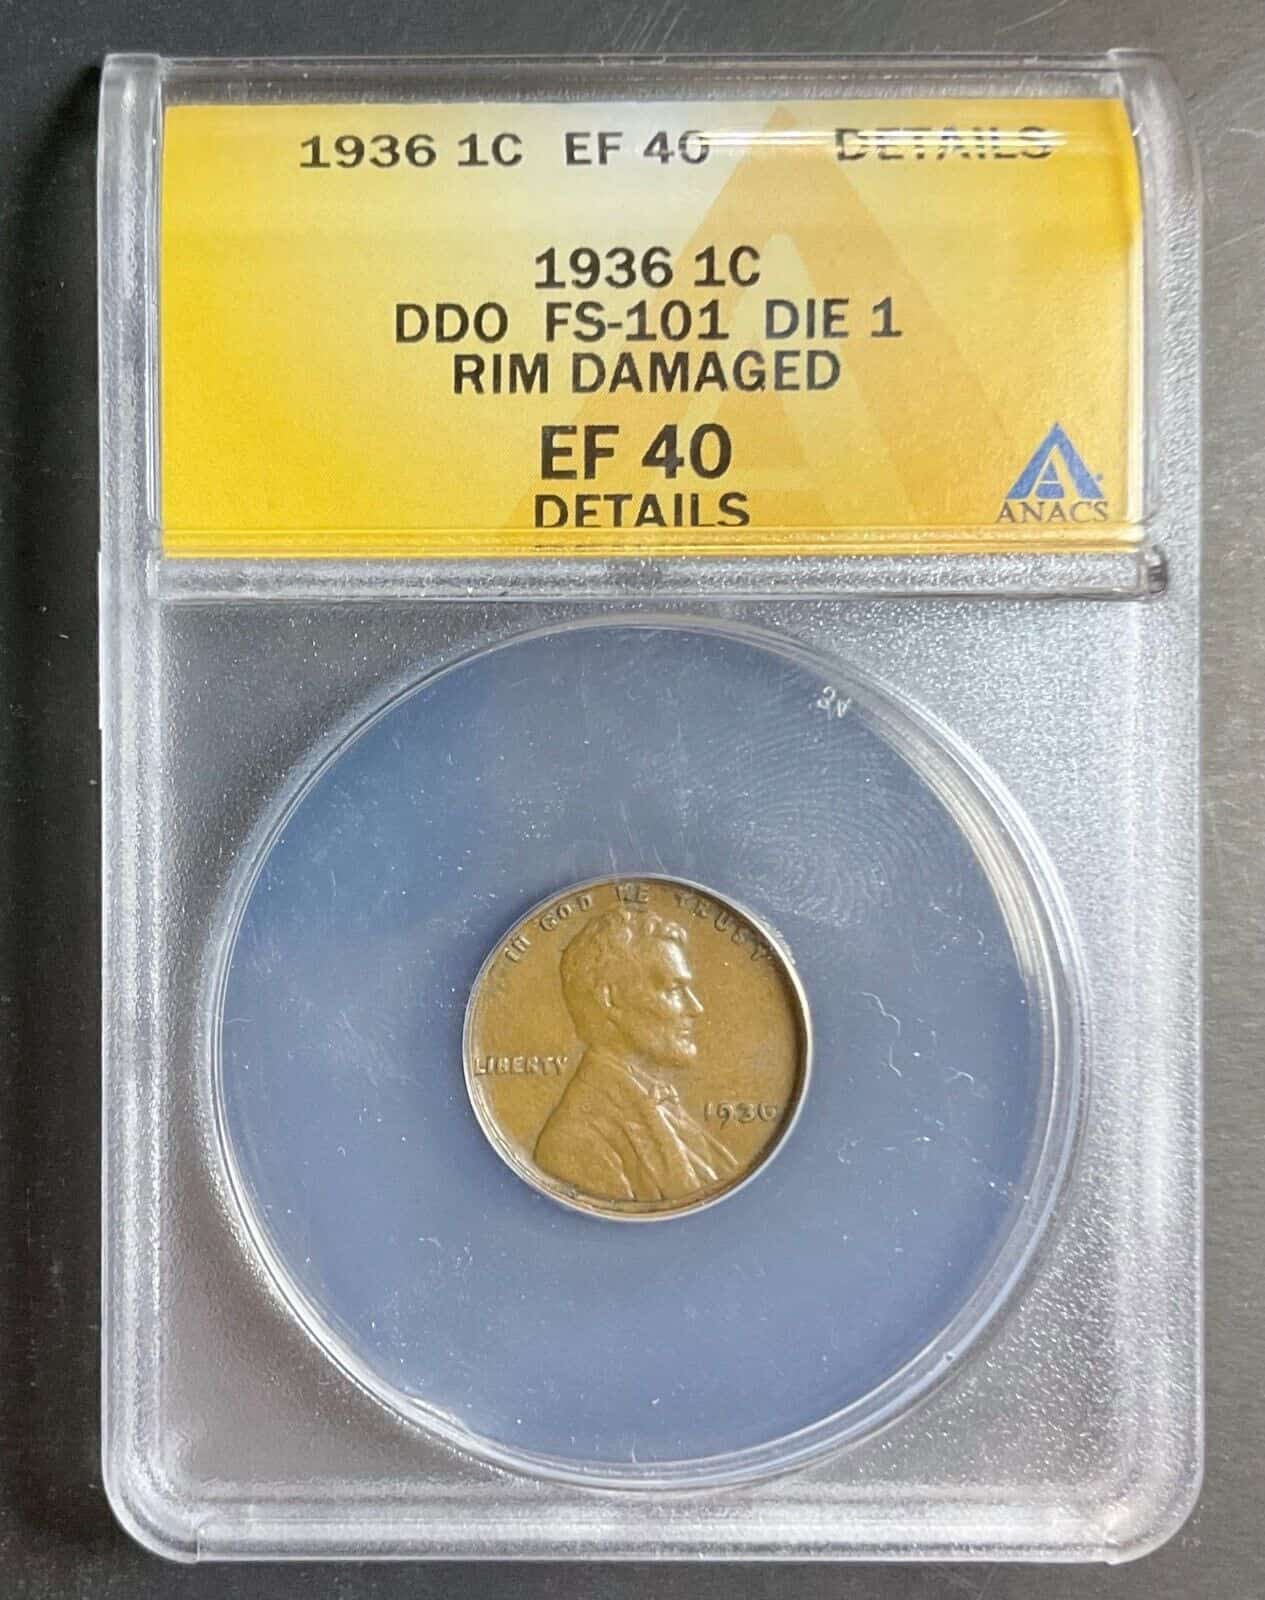 1936 1C EF 40 DETAILS
1936 1C
DDO FS-101 DIE 1
RIM DAMAGED
EF 40
DETAILS
ANACS
IN GOD WE TRUST
LIBERTY
1936